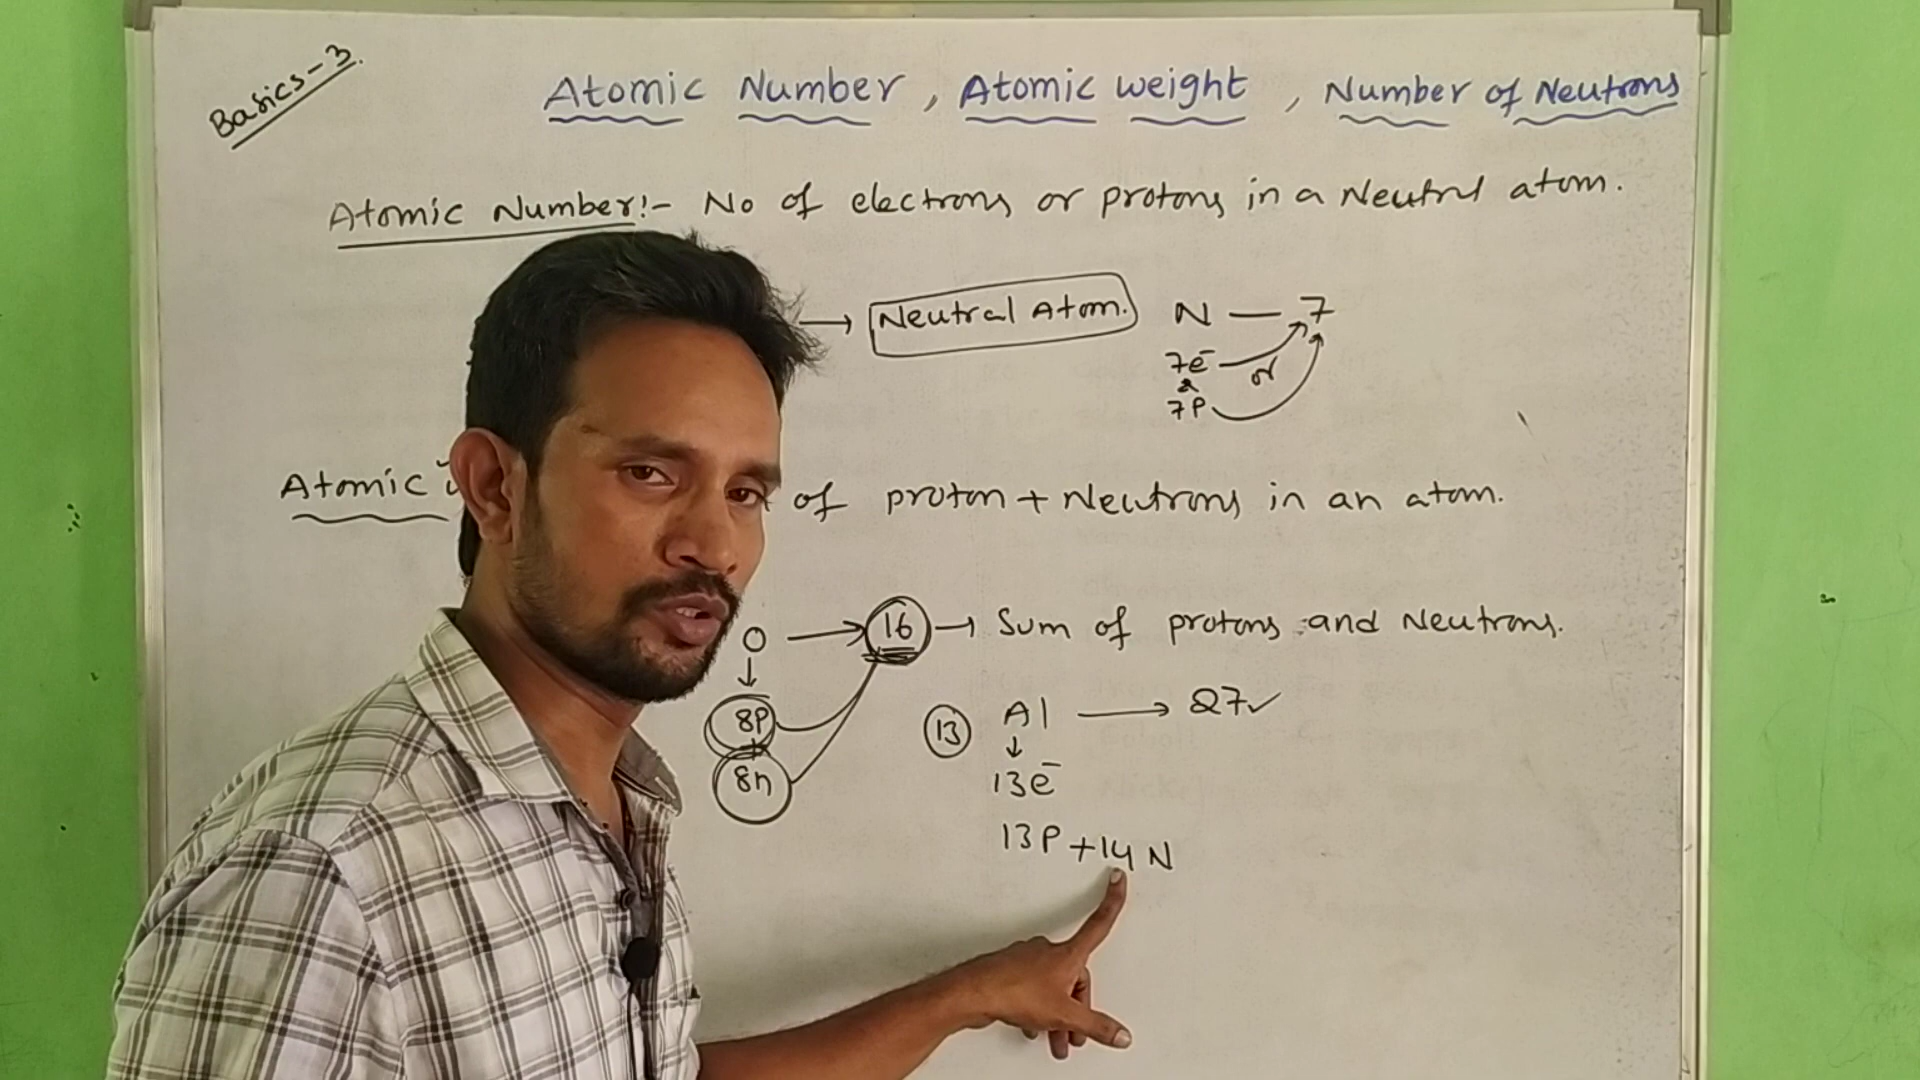 Basics-3.
Atomic Number, Atomic weight, Number of Neutrons
Atomic Number:- No of electrons or protons in a Neutral atom.
→ Neutral Atom. N — 7
7e⁻ or
&
7P
Atomic of proton + Neutrons in an atom.
O → 16 → Sum of protons and Neutrons.
↓
8P
+
8n
13 Al → 27✓
↓
13e⁻
13P + 14 N